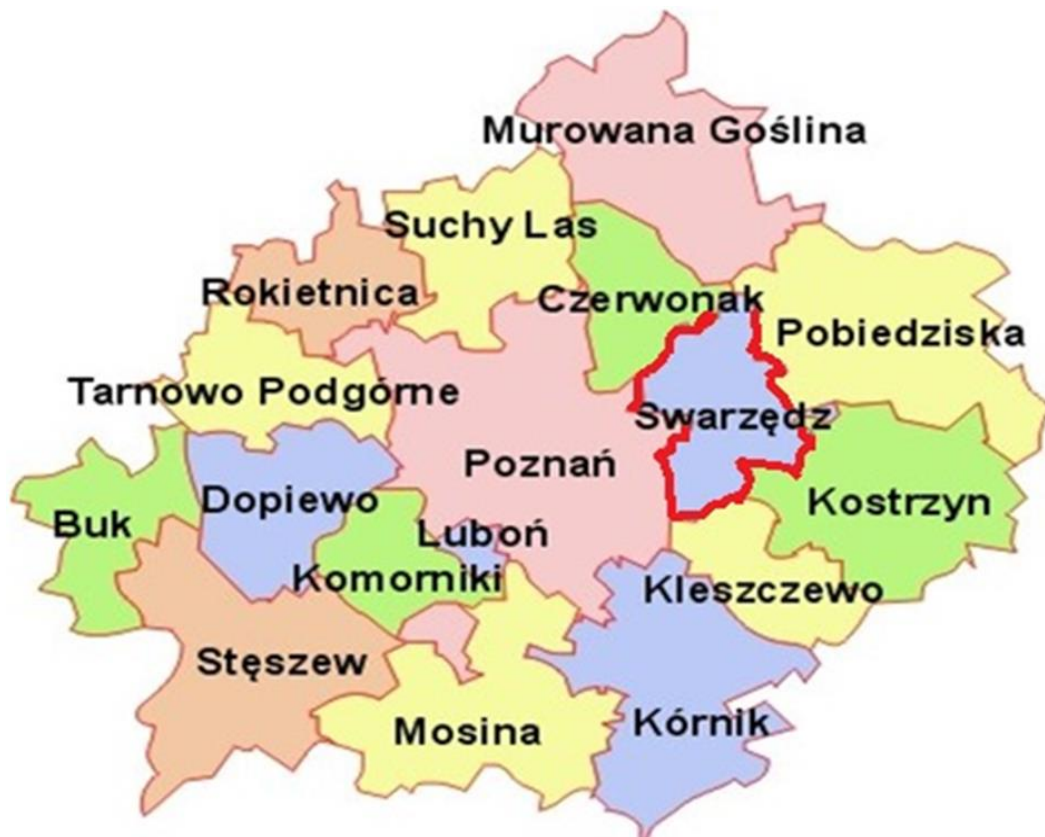 Murowana Goślina
Suchy Las
Rokietnica
Czerwonak
Pobiedziska
Tarnowo Podgórne
Swarzędz
Poznań
Dopiewo
Kostrzyn
Buk
Luboń
Komorniki
Kleszczewo
Stęszew
Mosina
Kórnik